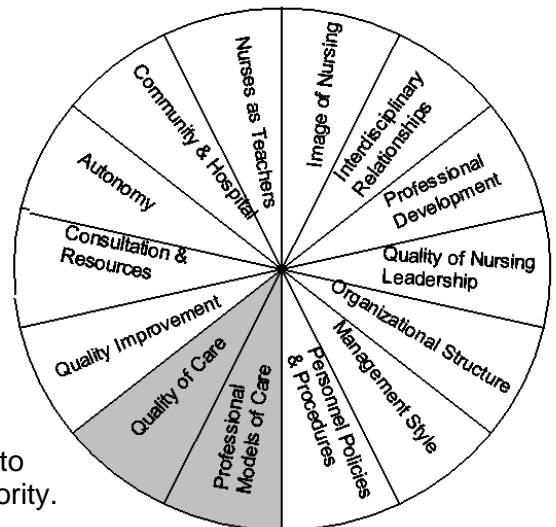 Image of Nursing
Interdisciplinary
Relationships
Professional
Development
Quality of Nursing
Leadership
Organizational Structure
Management Style
Personnel Policies
& Procedures
Professional
Models of Care
Quality of Care
Quality Improvement
Consultation &
Resources
Autonomy
Community & Hospital
Nurses as Teachers
to
ority.